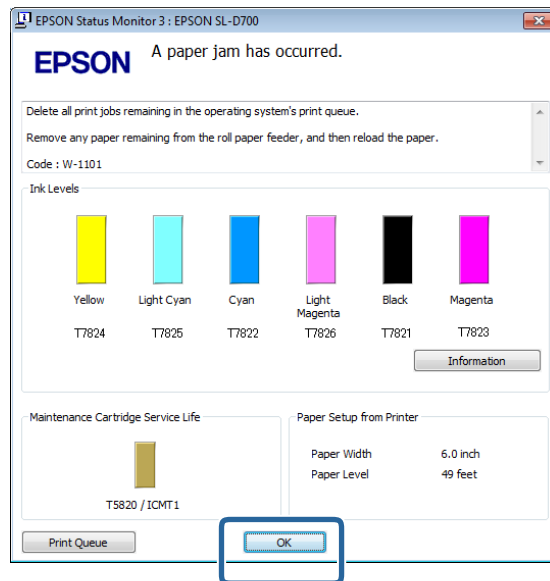 EPSON Status Monitor 3 : EPSON SL-D700
EPSON
A paper jam has occurred.
Delete all print jobs remaining in the operating system's print queue.
Remove any paper remaining from the roll paper feeder, and then reload the paper.
Code : W-1101
Ink Levels
Yellow Light Cyan Cyan Light Magenta Black Magenta
T7824 T7825 T7822 T7826 T7821 T7823
Information
Maintenance Cartridge Service Life
T5820 / ICMT1
Paper Setup from Printer
Paper Width 6.0 inch
Paper Level 49 feet
Print Queue OK